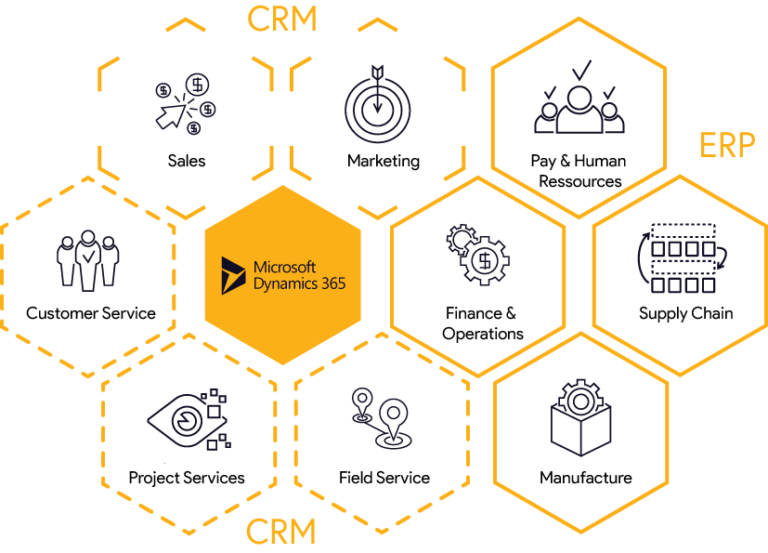 CRM
Sales
Marketing
Pay & Human
Ressources
ERP
Customer Service
Microsoft
Dynamics 365
Finance &
Operations
Supply Chain
Project Services
Field Service
Manufacture
CRM